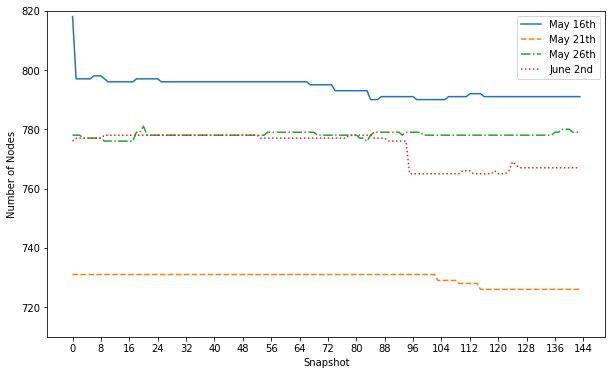 820
800
780
760
740
720
Number of Nodes
May 16th
May 21th
May 26th
June 2nd
0 8 16 24 32 40 48 56 64 72 80 88 96 104 112 120 128 136 144
Snapshot